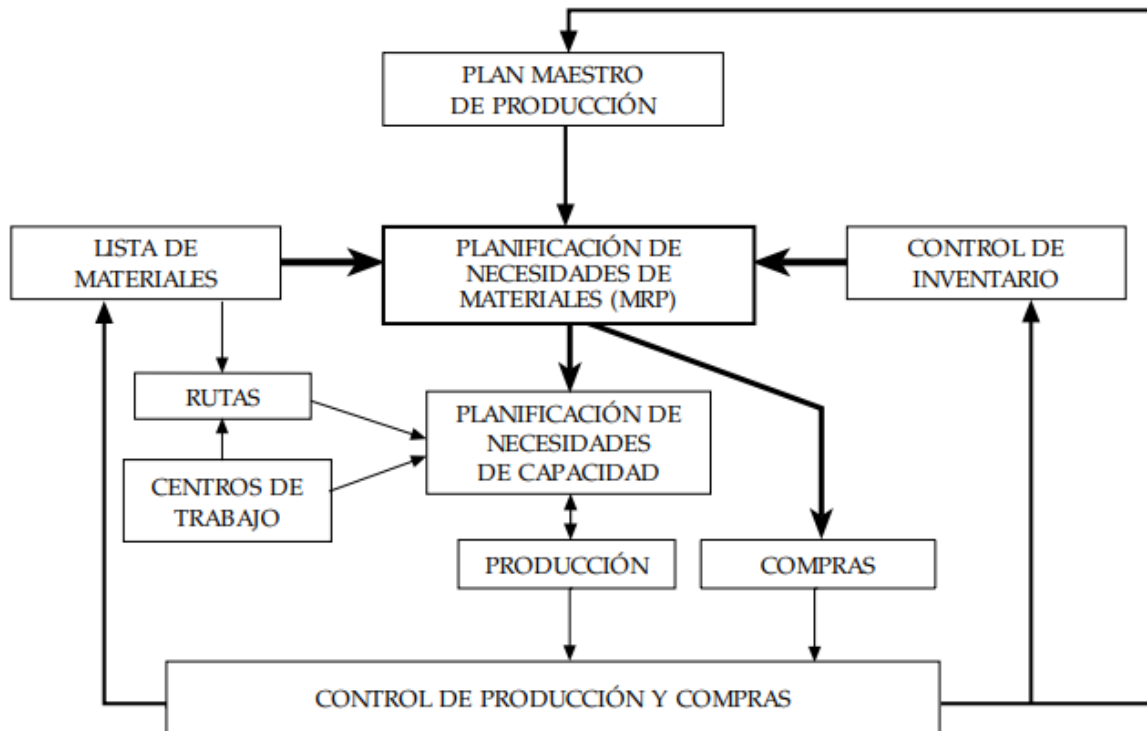 PLAN MAESTRO
DE PRODUCCIÓN
LISTA DE
MATERIALES
PLANIFICACIÓN DE
NECESIDADES DE
MATERIALES (MRP)
CONTROL DE
INVENTARIO
RUTAS
CENTROS DE
TRABAJO
PLANIFICACIÓN DE
NECESIDADES
DE CAPACIDAD
PRODUCCIÓN
COMPRAS
CONTROL DE PRODUCCIÓN Y COMPRAS